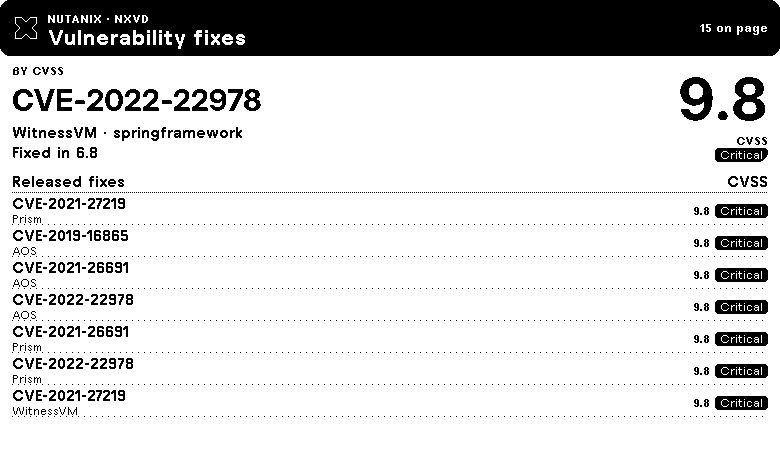 NUTANIX · NXVD
Vulnerability fixes
15 on page
BY CVSS
CVE-2022-22978
9.8
WitnessVM · springframework
CVSS
Fixed in 6.8
Critical
Released fixes
CVSS
CVE-2021-27219
Prism
9.8 Critical
CVE-2019-16865
AOS
9.8 Critical
CVE-2021-26691
AOS
9.8 Critical
CVE-2022-22978
AOS
9.8 Critical
CVE-2021-26691
Prism
9.8 Critical
CVE-2022-22978
Prism
9.8 Critical
CVE-2021-27219
WitnessVM
9.8 Critical